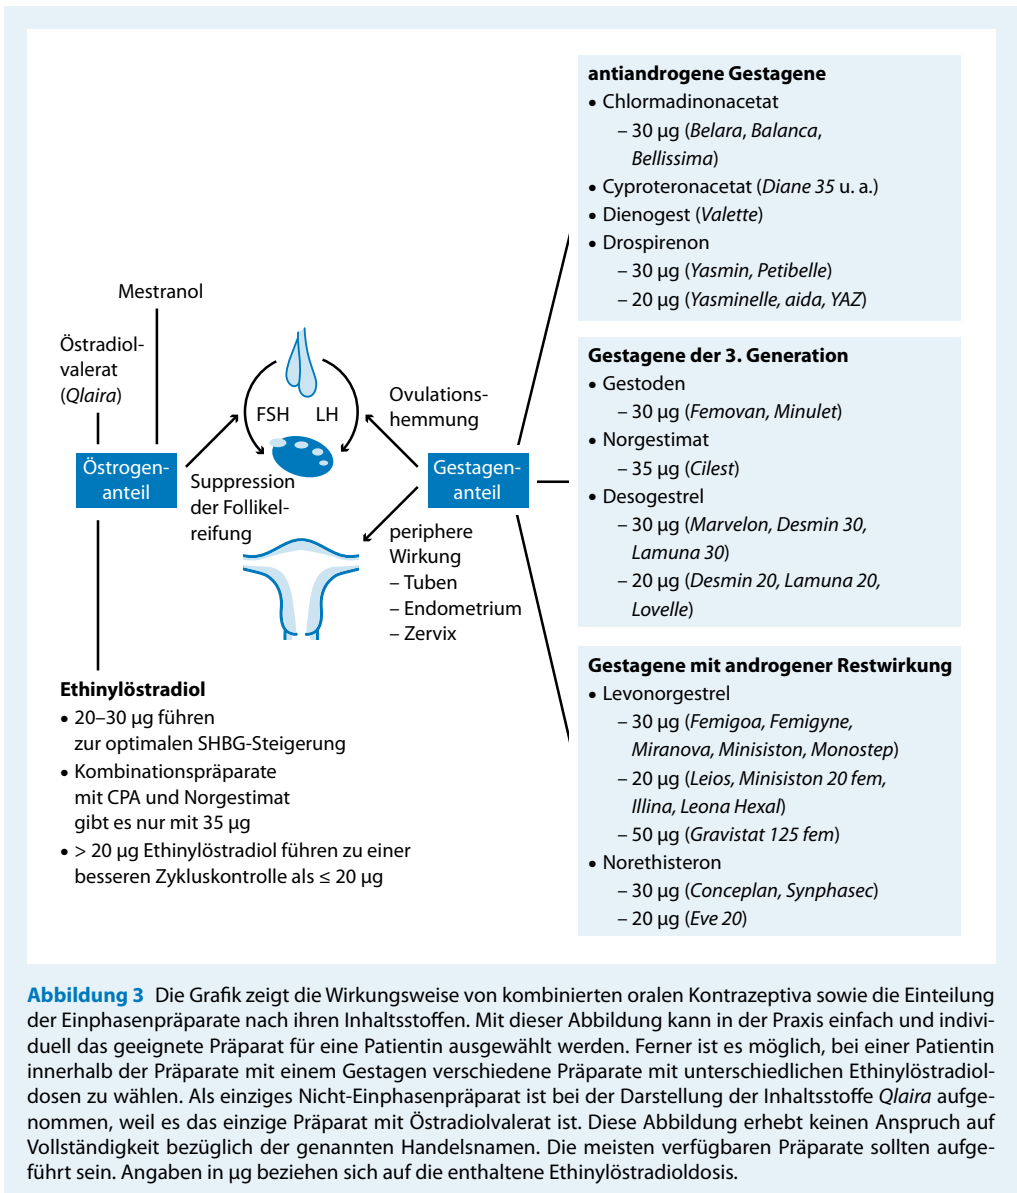 Mestranol
Östradiol-
valerat
(Qlaira)
Östrogen-
anteil
FSH LH
Suppression
der Follikel-
reifung
Ovulations-
hemmung
Gestagen-
anteil
periphere
Wirkung
– Tuben
– Endometrium
– Zervix
Ethinylöstradiol
• 20–30 µg führen
zur optimalen SHBG-Steigerung
• Kombinationspräparate
mit CPA und Norgestimat
gibt es nur mit 35 µg
• > 20 µg Ethinylöstradiol führen zu einer
besseren Zykluskontrolle als ≤ 20 µg
antiandrogene Gestagene
• Chlormadinonacetat
– 30 µg (Belara, Balanca,
Bellissima)
• Cyproteronacetat (Diane 35 u. a.)
• Dienogest (Valette)
• Drospirenon
– 30 µg (Yasmin, Petibelle)
– 20 µg (Yasminelle, aida, YAZ)
Gestagene der 3. Generation
• Gestoden
– 30 µg (Femovan, Minulet)
• Norgestimat
– 35 µg (Cilest)
• Desogestrel
– 30 µg (Marvelon, Desmin 30,
Lamuna 30)
– 20 µg (Desmin 20, Lamuna 20,
Lovelle)
Gestagene mit androgener Restwirkung
• Levonorgestrel
– 30 µg (Femigoa, Femigyne,
Miranova, Minisiston, Monostep)
– 20 µg (Leios, Minisiston 20 fem,
Illina, Leona Hexal)
– 50 µg (Gravistat 125 fem)
• Norethisteron
– 30 µg (Conceplan, Synphasec)
– 20 µg (Eve 20)
Abbildung 3 Die Grafik zeigt die Wirkungsweise von kombinierten oralen Kontrazeptiva sowie die Einteilung
der Einphasenpräparate nach ihren Inhaltsstoffen. Mit dieser Abbildung kann in der Praxis einfach und indivi-
duell das geeignete Präparat für eine Patientin ausgewählt werden. Ferner ist es möglich, bei einer Patientin
innerhalb der Präparate mit einem Gestagen verschiedene Präparate mit unterschiedlichen Ethinylöstradiol-
dosen zu wählen. Als einziges Nicht-Einphasenpräparat ist bei der Darstellung der Inhaltsstoffe Qlaira aufge-
nommen, weil es das einzige Präparat mit Östradiolvalerat ist. Diese Abbildung erhebt keinen Anspruch auf
Vollständigkeit bezüglich der genannten Handelsnamen. Die meisten verfügbaren Präparate sollten aufge-
führt sein. Angaben in µg beziehen sich auf die enthaltene Ethinylöstradioldosis.